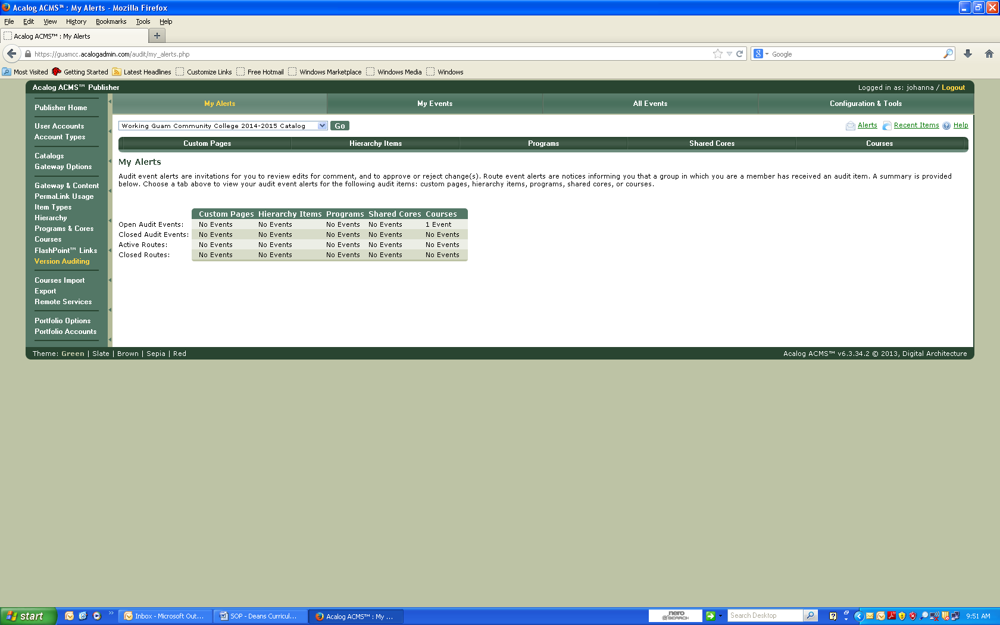 Acalog ACMS™ : My Alerts - Mozilla Firefox
File Edit View History Bookmarks Tools Help
Acalog ACMS™ : My Alerts
https://guamcc.acalogadmin.com/audit/my_alerts.php
Google
Most Visited Getting Started Latest Headlines Customize Links Free Hotmail Windows Marketplace Windows Media Windows
Acalog ACMS™ Publisher
Logged in as: johanna / Logout
Publisher Home
User Accounts
Account Types
Catalogs
Gateway Options
Gateway & Content
PermaLink Usage
Item Types
Hierarchy
Programs & Cores
Courses
FlashPoint™ Links
Version Auditing
Courses Import
Export
Remote Services
Portfolio Options
Portfolio Accounts
My Alerts My Events All Events Configuration & Tools
Working Guam Community College 2014-2015 Catalog Go
Alerts Recent Items Help
Custom Pages Hierarchy Items Programs Shared Cores Courses
My Alerts
Audit event alerts are invitations for you to review edits for comment, and to approve or reject change(s). Route event alerts are notices informing you that a group in which you are a member has received an audit item. A summary is provided
below. Choose a tab above to view your audit event alerts for the following audit items: custom pages, hierarchy items, programs, shared cores, or courses.
Custom Pages Hierarchy Items Programs Shared Cores Courses
Open Audit Events: No Events No Events No Events No Events 1 Event
Closed Audit Events: No Events No Events No Events No Events No Events
Active Routes: No Events No Events No Events No Events No Events
Closed Routes: No Events No Events No Events No Events No Events
Theme: Green | Slate | Brown | Sepia | Red
Acalog ACMS™ v6.3.34.2 © 2013, Digital Architecture
start
Inbox - Microsoft Out...
SOP - Deans Curricul...
Acalog ACMS™ : My ...
nero
SEARCH
Search Desktop
9:51 AM